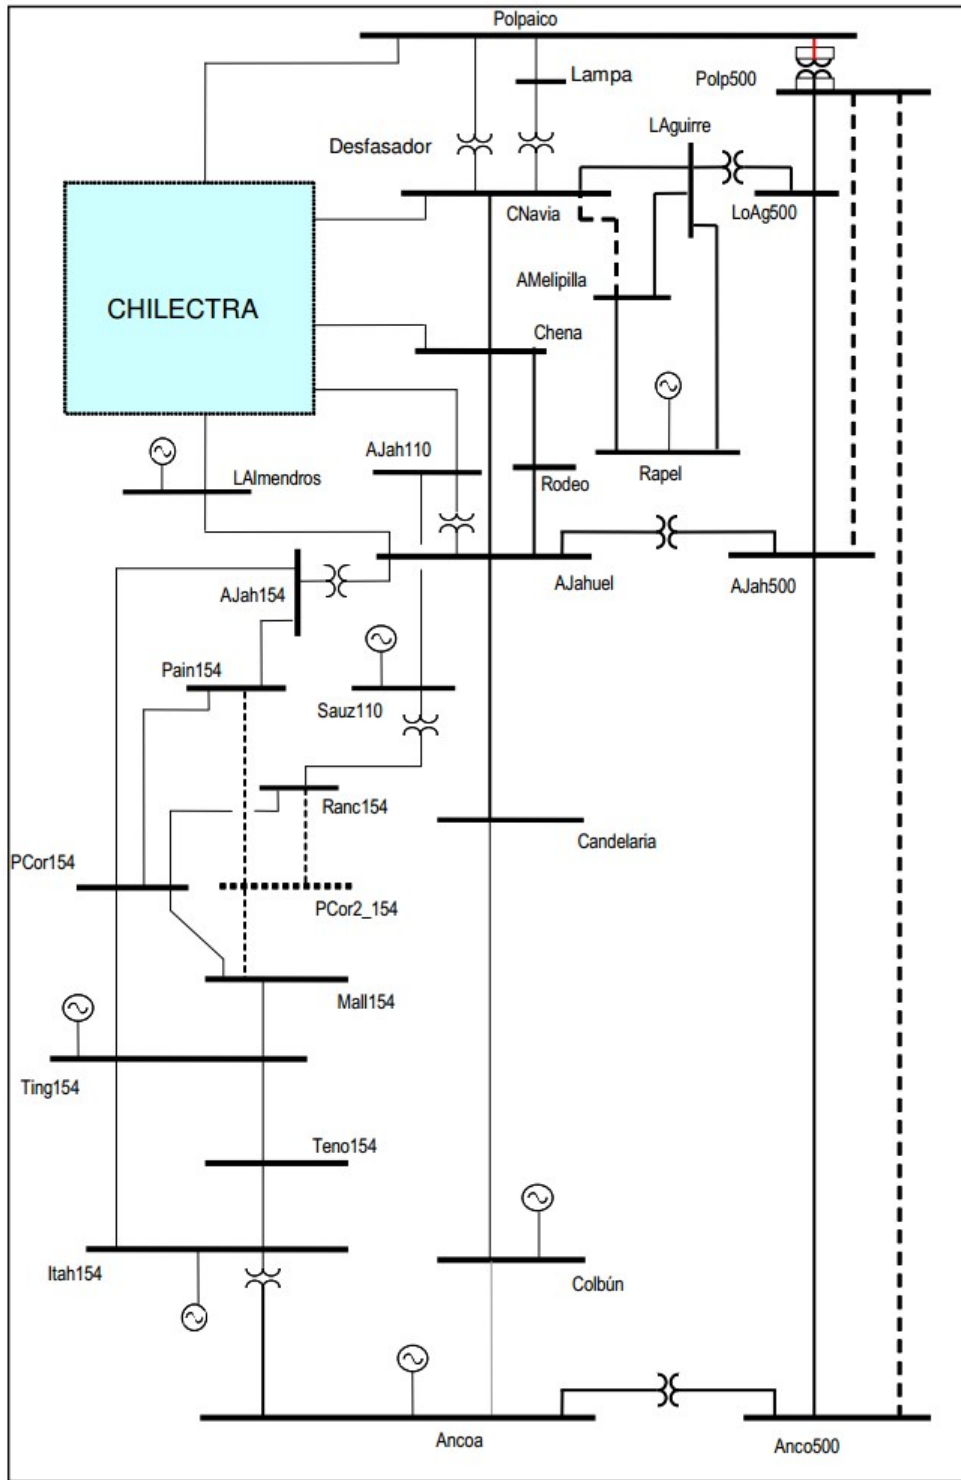 Polpaico
Lampa
Polp500
Desfasador
LAguirre
CNavia
LoAg500
AMelipilla
CHILECTRA
Chena
AJah110
LAlmendros
Rodeo
Rapel
AJahuel
AJah500
AJah154
Pain154
Sauz110
Ranc154
Candelaria
PCor154
PCor2_154
Mall154
Ting154
Teno154
Itah154
Colbún
Ancoa
Anco500